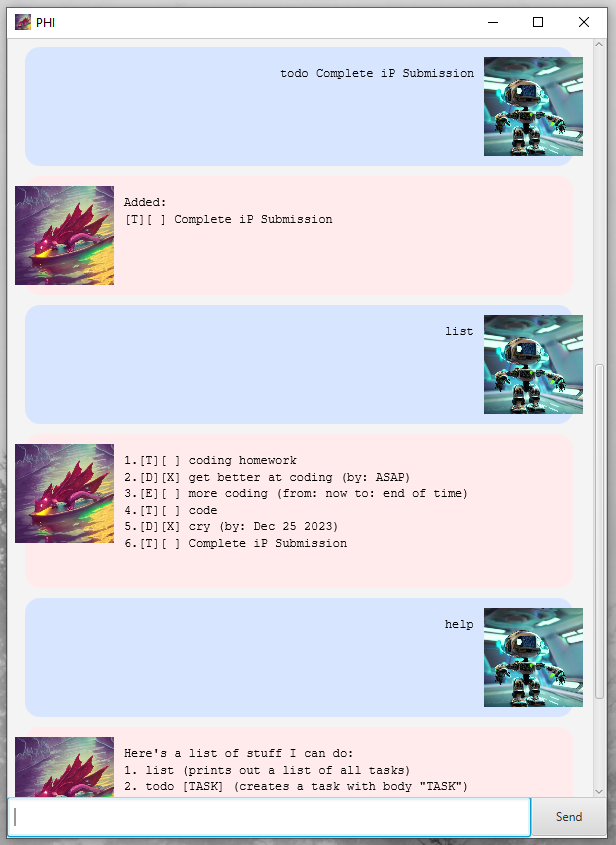 PHI
todo Complete iP Submission
Added:
[T][ ] Complete iP Submission
list
1.[T][ ] coding homework
2.[D][X] get better at coding (by: ASAP)
3.[E][ ] more coding (from: now to: end of time)
4.[T][ ] code
5.[D][X] cry (by: Dec 25 2023)
6.[T][ ] Complete iP Submission
help
Here's a list of stuff I can do:
1. list (prints out a list of all tasks)
2. todo [TASK] (creates a task with body "TASK")
Send